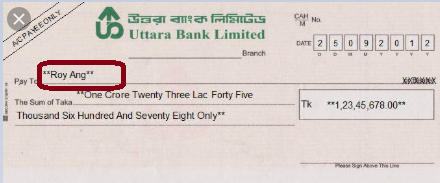 A/C PAYEE ONLY
উত্তরা ব্যাংক লিমিটেড
Uttara Bank Limited
Branch
CAH
M
No.
DATE 2 5 0 9 2 0 1 2
D D M M Y Y Y Y
Pay To **Roy Ang**
**One Crore Twenty Three Lac Forty Five
The Sum of Taka
Thousand Six Hundred And Seventy Eight Only**
Tk **1,23,45,678.00**
Please Sign Above This Line